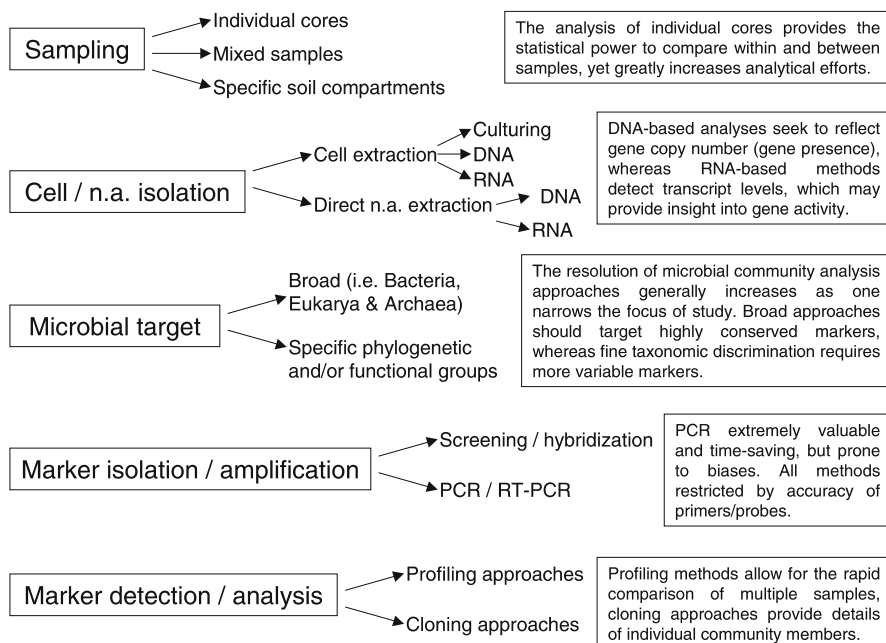 Sampling
Individual cores
Mixed samples
Specific soil compartments
The analysis of individual cores provides the
statistical power to compare within and between
samples, yet greatly increases analytical efforts.
Cell / n.a. isolation
Cell extraction
Culturing
DNA
RNA
Direct n.a. extraction
DNA
RNA
DNA-based analyses seek to reflect
gene copy number (gene presence),
whereas RNA-based methods
detect transcript levels, which may
provide insight into gene activity.
Microbial target
Broad (i.e. Bacteria,
Eukarya & Archaea)
Specific phylogenetic
and/or functional groups
The resolution of microbial community analysis
approaches generally increases as one
narrows the focus of study. Broad approaches
should target highly conserved markers,
whereas fine taxonomic discrimination requires
more variable markers.
Marker isolation / amplification
Screening / hybridization
PCR / RT-PCR
PCR extremely valuable
and time-saving, but prone
to biases. All methods
restricted by accuracy of
primers/probes.
Marker detection / analysis
Profiling approaches
Cloning approaches
Profiling methods allow for the rapid
comparison of multiple samples,
cloning approaches provide details
of individual community members.